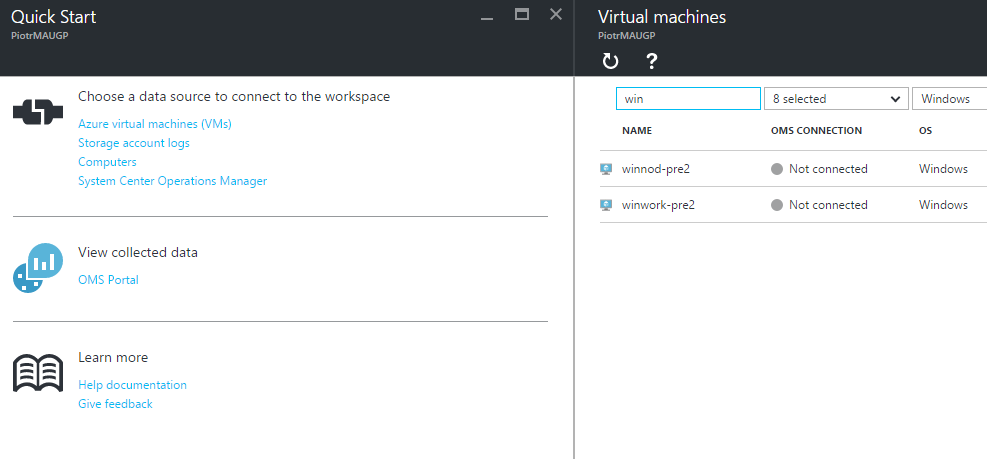 Quick Start
PiotrMAUGP
Choose a data source to connect to the workspace
Azure virtual machines (VMs)
Storage account logs
Computers
System Center Operations Manager
View collected data
OMS Portal
Learn more
Help documentation
Give feedback
Virtual machines
PiotrMAUGP
?
win 8 selected Windows
NAME OMS CONNECTION OS
winnod-pre2 Not connected Windows
winwork-pre2 Not connected Windows